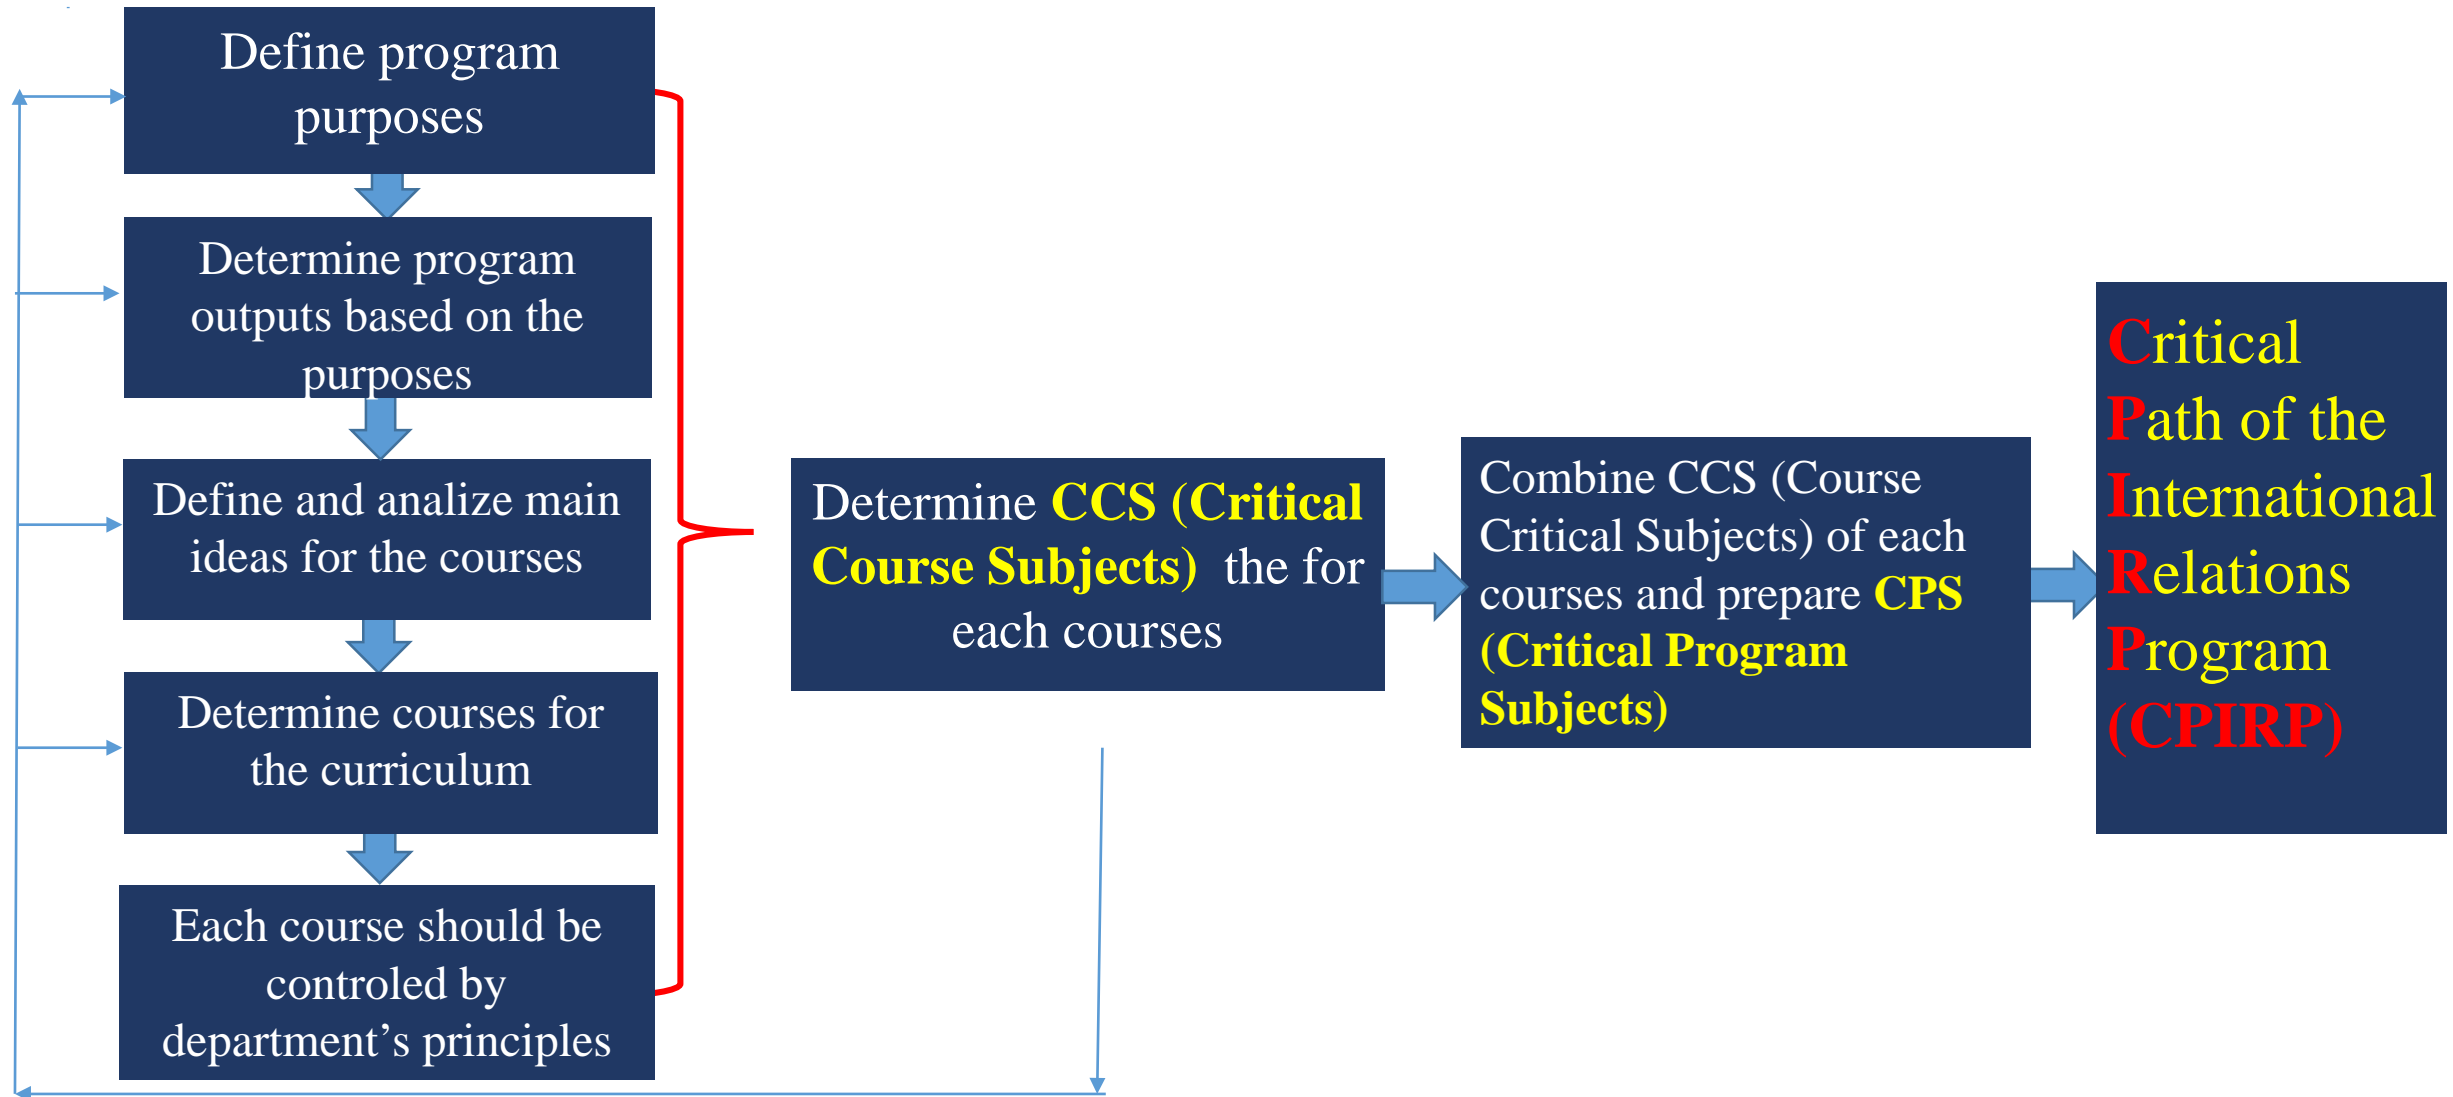 Define program
purposes
Determine program
outputs based on the
purposes
Define and analize main
ideas for the courses
Determine courses for
the curriculum
Each course should be
controled by
department’s principles
Determine CCS (Critical
Course Subjects)  the for
each courses
Combine CCS (Course
Critical Subjects) of each
courses and prepare CPS
(Critical Program
Subjects)
Critical
Path of the
International
Relations
Program
(CPIRP)